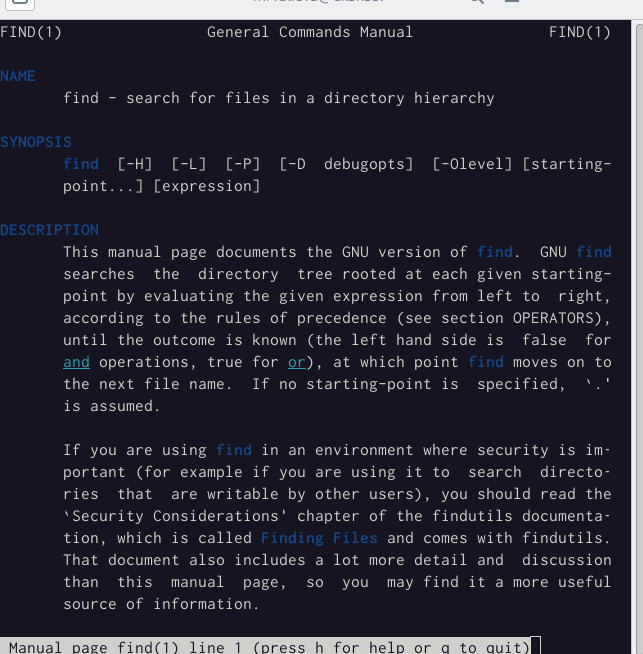 FIND(1) General Commands Manual FIND(1)
NAME
find - search for files in a directory hierarchy
SYNOPSIS
find [-H] [-L] [-P] [-D debugopts] [-Olevel] [starting-
point...] [expression]
DESCRIPTION
This manual page documents the GNU version of find. GNU find
searches the directory tree rooted at each given starting-
point by evaluating the given expression from left to right,
according to the rules of precedence (see section OPERATORS),
until the outcome is known (the left hand side is false for
and operations, true for or), at which point find moves on to
the next file name. If no starting-point is specified, `.'
is assumed.
If you are using find in an environment where security is im-
portant (for example if you are using it to search directo-
ries that are writable by other users), you should read the
`Security Considerations' chapter of the findutils documenta-
tion, which is called Finding Files and comes with findutils.
That document also includes a lot more detail and discussion
than this manual page, so you may find it a more useful
source of information.
Manual page find(1) line 1 (press h for help or q to quit)